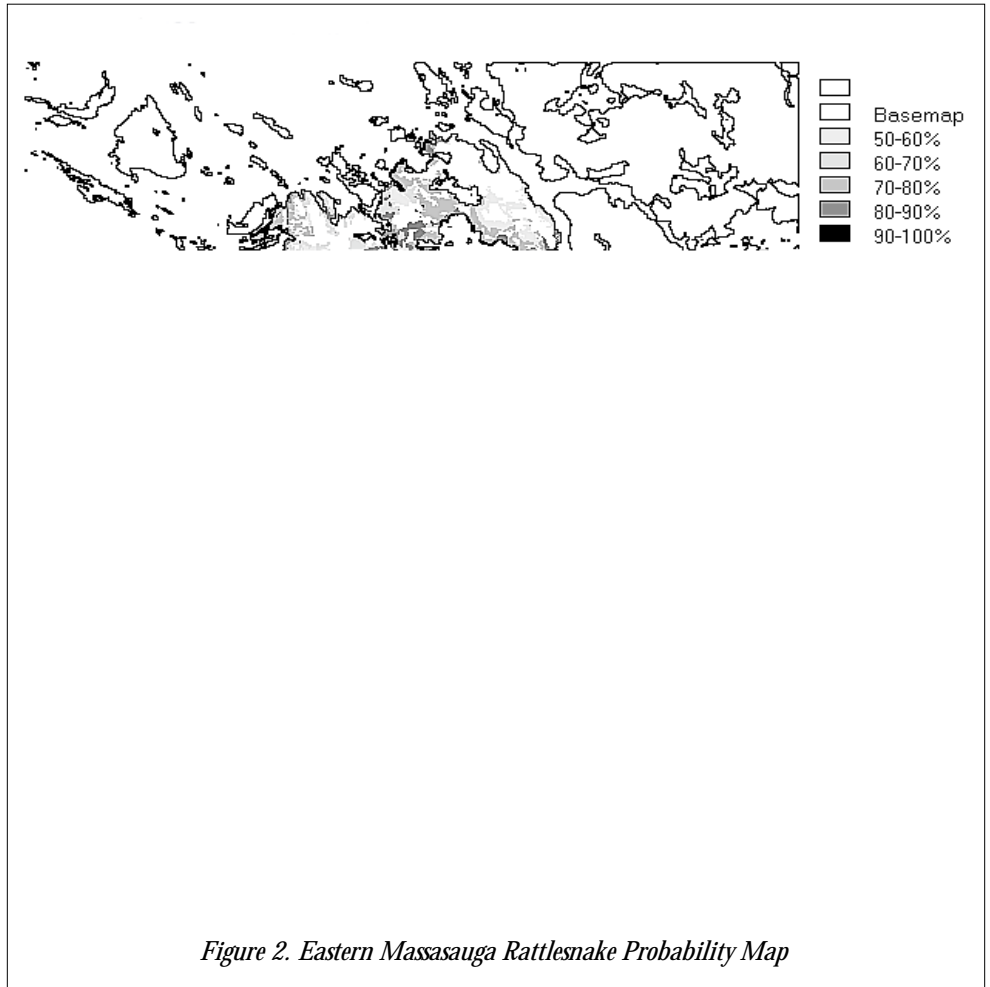 Basemap
50-60%
60-70%
70-80%
80-90%
90-100%
Figure 2. Eastern Massasauga Rattlesnake Probability Map